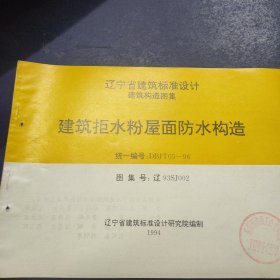 辽宁省建筑标准设计
建筑构造图集
建筑拒水粉屋面防水构造
统一编号:DBJT05-96
图集号:辽93SJ002
辽宁省建筑标准设计研究院编制
1994